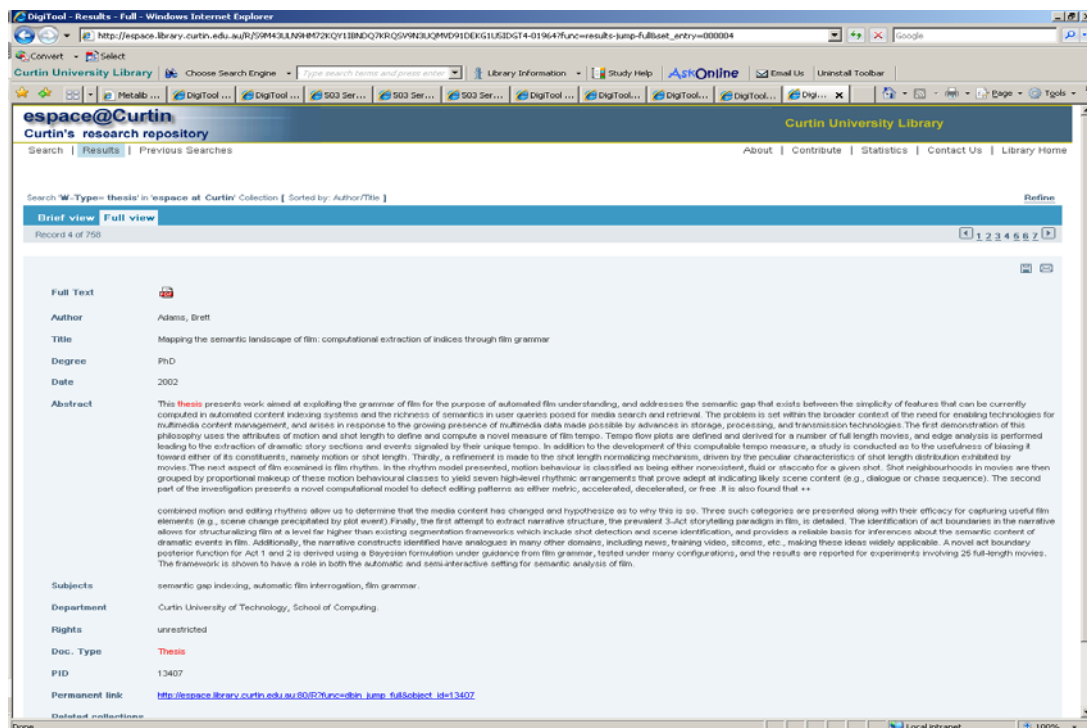 DigiTool - Results - Full - Windows Internet Explorer
Google
Convert Select
Curtin University Library Choose Search Engine Type search terms and press enter Library Information Study Help AskOnline Email Us Uninstall Toolbar
Metalib ... DigiTool ... DigiTool ... 503 Ser... 503 Ser... 503 Ser... DigiTool ... DigiTool... DigiTool... DigiTool... Digi... Page Tools
espace@Curtin
Curtin's research repository
Curtin University Library
Search | Results | Previous Searches
About | Contribute | Statistics | Contact Us | Library Home
Search 'W-Type= thesis' in 'espace at Curtin' Collection [ Sorted by: Author/Title ]
Refine
Brief view Full view
Record 4 of 758
1 2 3 4 5 6 7
Full Text
Author Adams, Brett
Title Mapping the semantic landscape of film: computational extraction of indices through film grammar
Degree PhD
Date 2002
Abstract This thesis presents work aimed at exploiting the grammar of film for the purpose of automated film understanding, and addresses the semantic gap that exists between the simplicity of features that can be currently
computed in automated content indexing systems and the richness of semantics in user queries posed for media search and retrieval. The problem is set within the broader context of the need for enabling technologies for
multimedia content management, and arises in response to the growing presence of multimedia data made possible by advances in storage, processing, and transmission technologies.The first demonstration of this
philosophy uses the attributes of motion and shot length to define and compute a novel measure of film tempo. Tempo flow plots are defined and derived for a number of full length movies, and edge analysis is performed
leading to the extraction of dramatic story sections and events signaled by their unique tempo. In addition to the development of this computable tempo measure, a study is conducted as to the usefulness of biasing it
toward either of its constituents, namely motion or shot length. Thirdly, a refinement is made to the shot length normalizing mechanism, driven by the peculiar characteristics of shot length distribution exhibited by
movies.The next aspect of film examined is film rhythm. In the rhythm model presented, motion behaviour is classified as being either nonexistent, fluid or staccato for a given shot. Shot neighbourhoods in movies are then
grouped by proportional makeup of these motion behavioural classes to yield seven high-level rhythmic arrangements that prove adept at indicating likely scene content (e.g., dialogue or chase sequence). The second
part of the investigation presents a novel computational model to detect editing patterns as either metric, accelerated, decelerated, or free .It is also found that ++
combined motion and editing rhythms allow us to determine that the media content has changed and hypothesize as to why this is so. Three such categories are presented along with their efficacy for capturing useful film
elements (e.g., scene change precipitated by plot event).Finally, the first attempt to extract narrative structure, the prevalent 3-Act storytelling paradigm in film, is detailed. The identification of act boundaries in the narrative
allows for structuralizing film at a level far higher than existing segmentation frameworks which include shot detection and scene identification, and provides a reliable basis for inferences about the semantic content of
dramatic events in film. Additionally, the narrative constructs identified have analogues in many other domains, including news, training video, sitcoms, etc., making these ideas widely applicable. A novel act boundary
posterior function for Act 1 and 2 is derived using a Bayesian formulation under guidance from film grammar, tested under many configurations, and the results are reported for experiments involving 25 full-length movies.
The framework is shown to have a role in both the automatic and semi-interactive setting for semantic analysis of film.
Subjects semantic gap indexing, automatic film interrogation, film grammar.
Department Curtin University of Technology, School of Computing.
Rights unrestricted
Doc. Type Thesis
PID 13407
Permanent link http://espace.library.curtin.edu.au:80/R?func=dbin_jump_full&object_id=13407
Related collections
Done Local intranet 100%